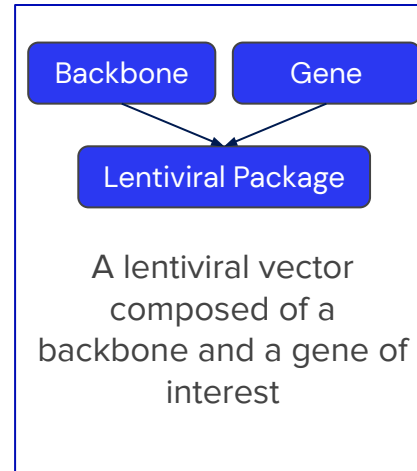 Backbone Gene
Lentiviral Package
A lentiviral vector
composed of a
backbone and a gene of
interest